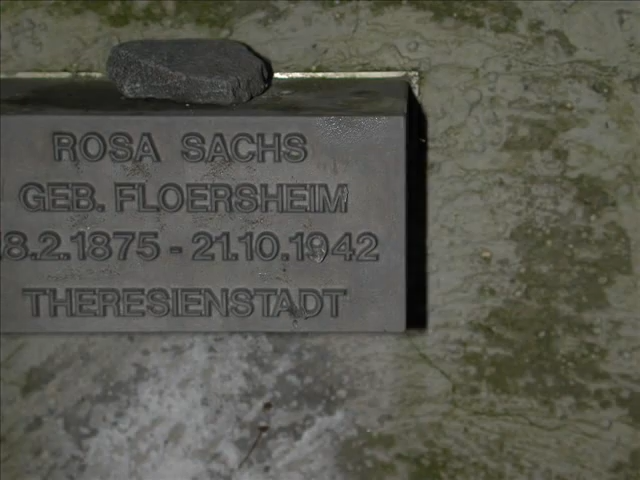 ROSA SACHS
GEB. FLOERSHEIM
8.2.1875 - 21.10.1942
THERESIENSTADT